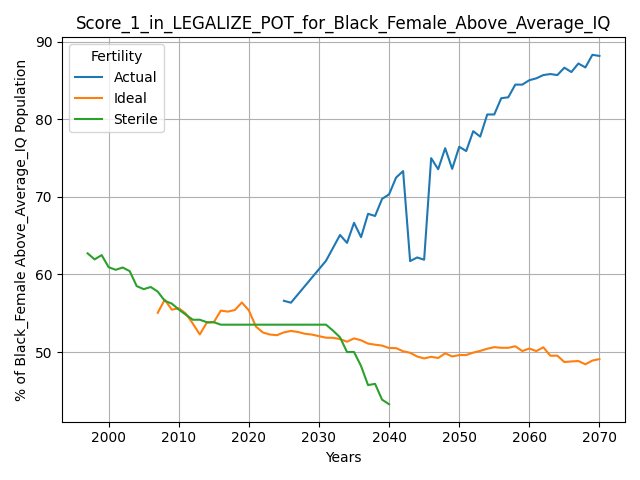 Score_1_in_LEGALIZE_POT_for_Black_Female_Above_Average_IQ
% of Black_Female Above_Average_IQ Population
90
80
70
60
50
Fertility
Actual
Ideal
Sterile
2000
2010
2020
2030
2040
2050
2060
2070
Years